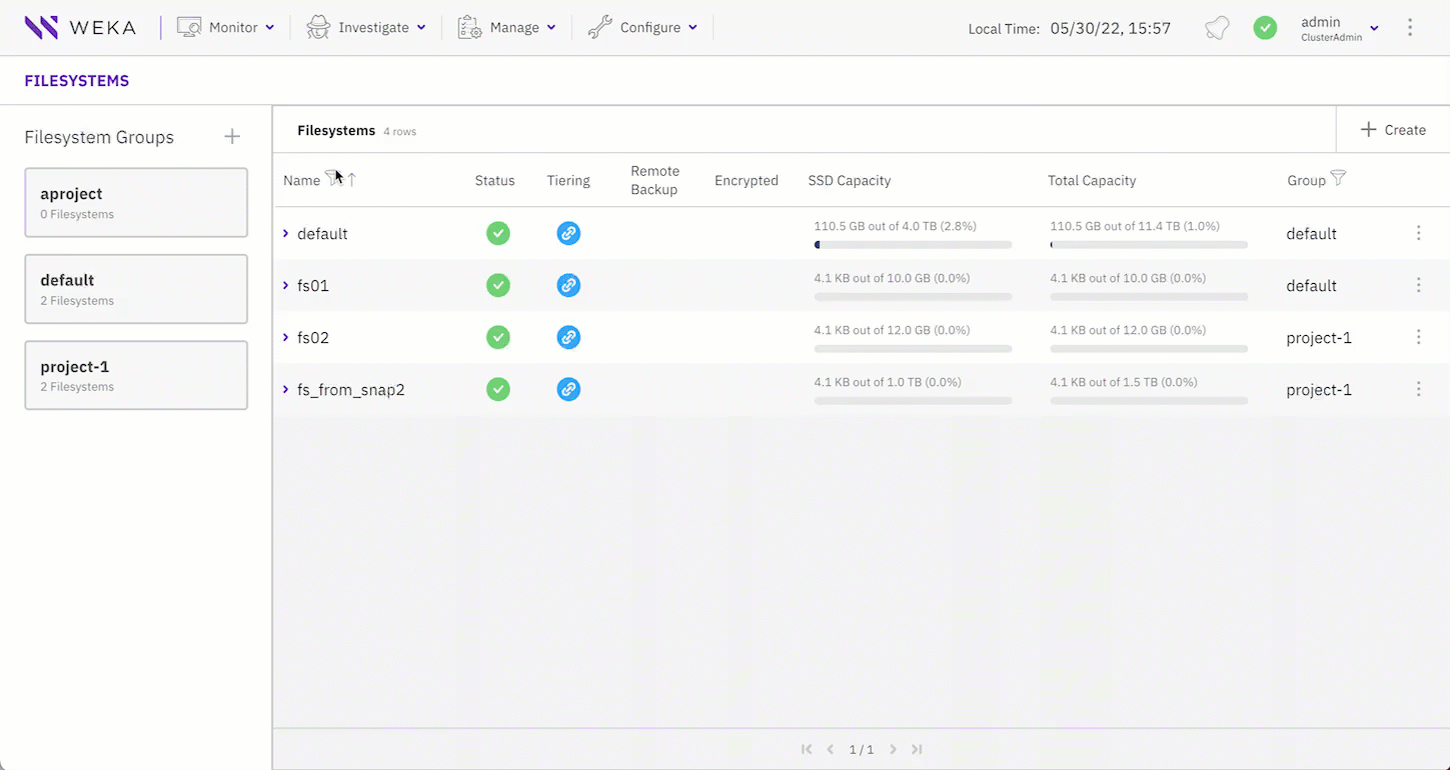 WEKA
Monitor
Investigate
Manage
Configure
Local Time: 05/30/22, 15:57
admin
ClusterAdmin
FILESYSTEMS
Filesystem Groups
aproject
0 Filesystems
default
2 Filesystems
project-1
2 Filesystems
Filesystems 4 rows
Create
Name Status Tiering Remote Backup Encrypted SSD Capacity Total Capacity Group
default 110.5 GB out of 4.0 TB (2.8%) 110.5 GB out of 11.4 TB (1.0%) default
fs01 4.1 KB out of 10.0 GB (0.0%) 4.1 KB out of 10.0 GB (0.0%) default
fs02 4.1 KB out of 12.0 GB (0.0%) 4.1 KB out of 12.0 GB (0.0%) project-1
fs_from_snap2 4.1 KB out of 1.0 TB (0.0%) 4.1 KB out of 1.5 TB (0.0%) project-1
1 / 1